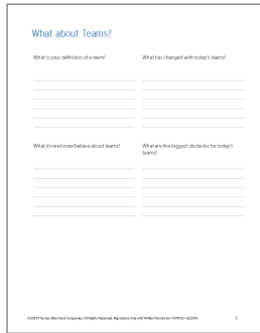 What about Teams?
What is your definition of a team?
What has changed with today's teams?
What do we know/believe about teams?
What are the biggest obstacles for today's
teams?